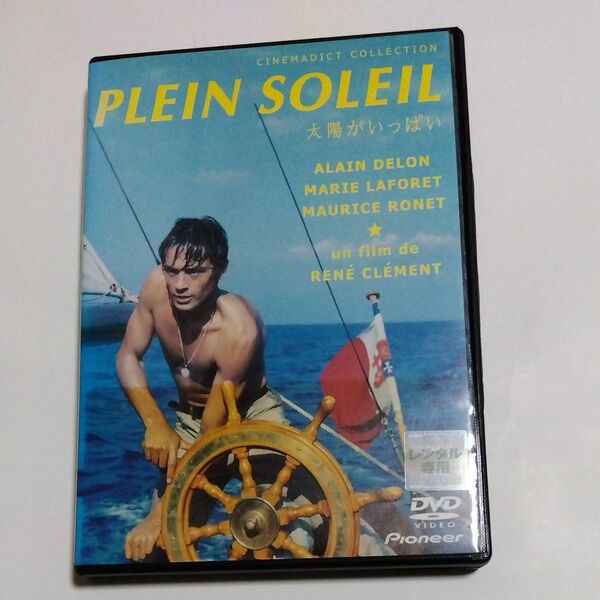 CINEMADICT COLLECTION
PLEIN SOLEIL
太陽がいっぱい
ALAIN DELON
MARIE LAFORET
MAURICE RONET
★
un film de
RENÉ CLÉMENT
レンタル
専用
DVD
VIDEO
Pioneer